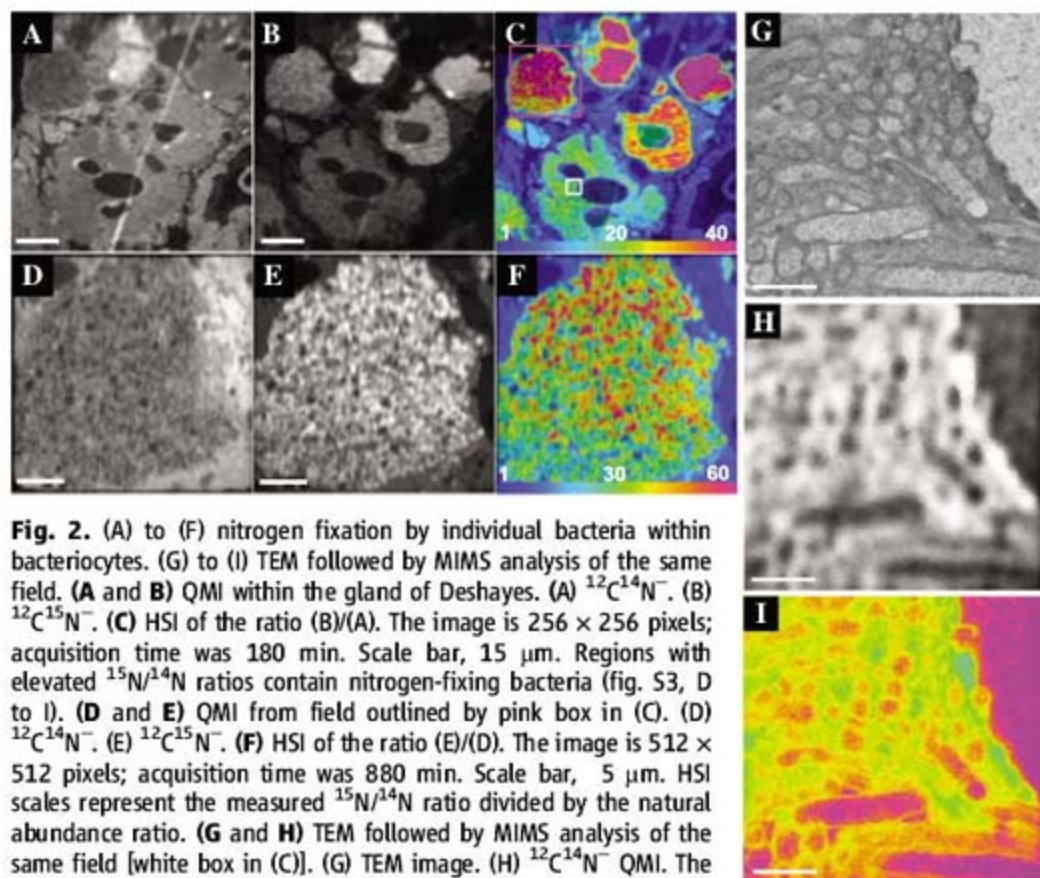 A
B
C
G
1 20 40
D
E
F
H
1 30 60
I
Fig. 2. (A) to (F) nitrogen fixation by individual bacteria within
bacteriocytes. (G) to (I) TEM followed by MIMS analysis of the same
field. (A and B) QMI within the gland of Deshayes. (A) ¹²C¹⁴N⁻. (B)
¹²C¹⁵N⁻. (C) HSI of the ratio (B)/(A). The image is 256 × 256 pixels;
acquisition time was 180 min. Scale bar, 15 μm. Regions with
elevated ¹⁵N/¹⁴N ratios contain nitrogen-fixing bacteria (fig. S3, D
to I). (D and E) QMI from field outlined by pink box in (C). (D)
¹²C¹⁴N⁻. (E) ¹²C¹⁵N⁻. (F) HSI of the ratio (E)/(D). The image is 512 ×
512 pixels; acquisition time was 880 min. Scale bar, 5 μm. HSI
scales represent the measured ¹⁵N/¹⁴N ratio divided by the natural
abundance ratio. (G and H) TEM followed by MIMS analysis of the
same field [white box in (C)]. (G) TEM image. (H) ¹²C¹⁴N⁻ QMI. The